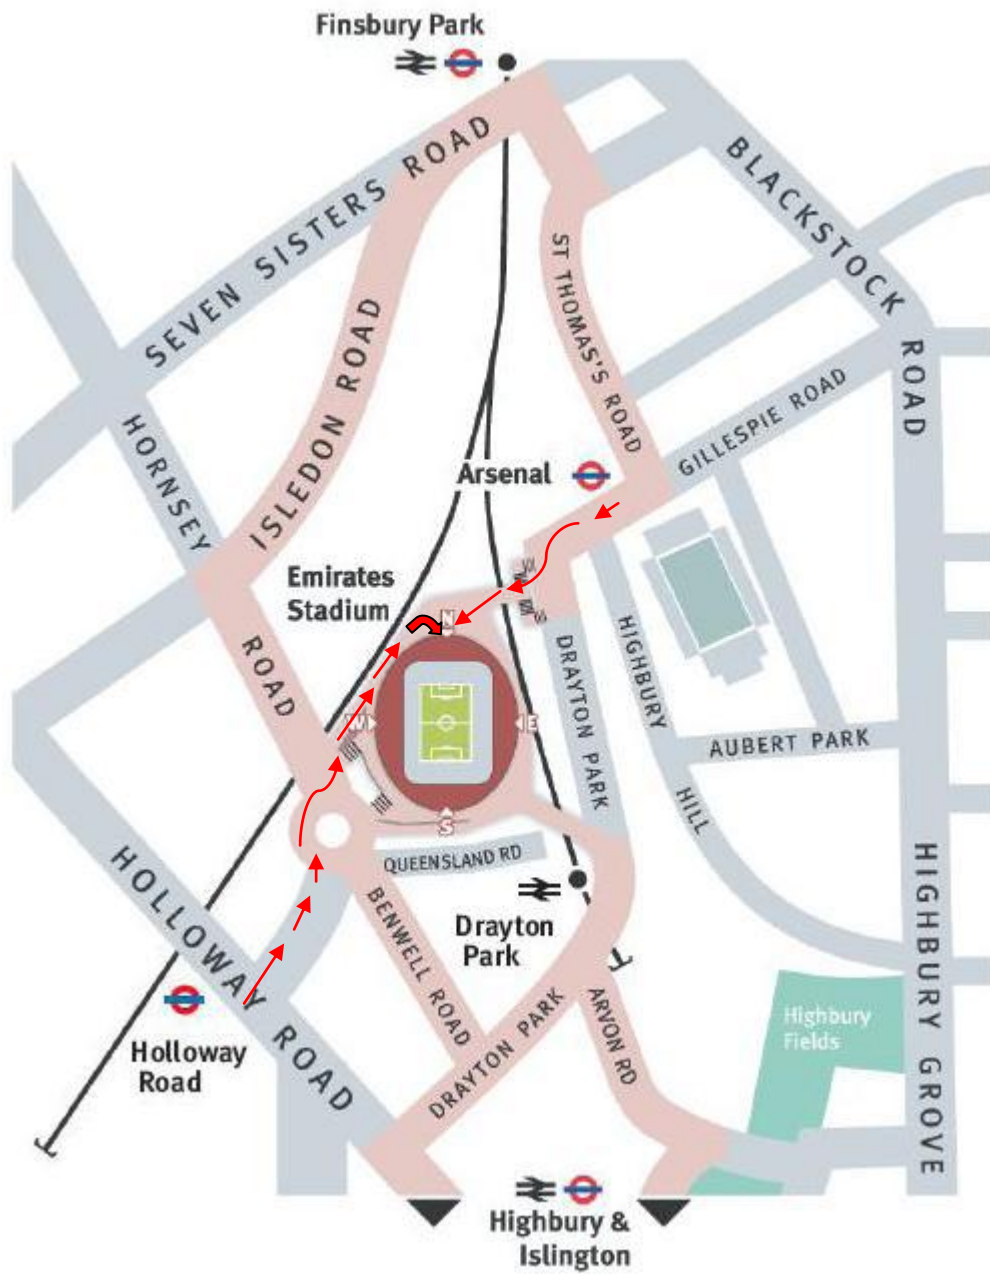 Finsbury Park
SEVEN SISTERS ROAD
BLACKSTOCK
ROAD
ST THOMAS'S ROAD
ISLEDON ROAD
HORNSEY
ROAD
GILLESPIE ROAD
Arsenal
Emirates
Stadium
N
W
E
S
DRAYTON PARK
HIGHBURY
HILL
AUBERT PARK
QUEENSLAND RD
HOLLOWAY ROAD
BENWELL ROAD
Drayton
Park
DRAYTON PARK
ARVON RD
Highbury
Fields
HIGHBURY GROVE
Holloway
Road
Highbury &
Islington